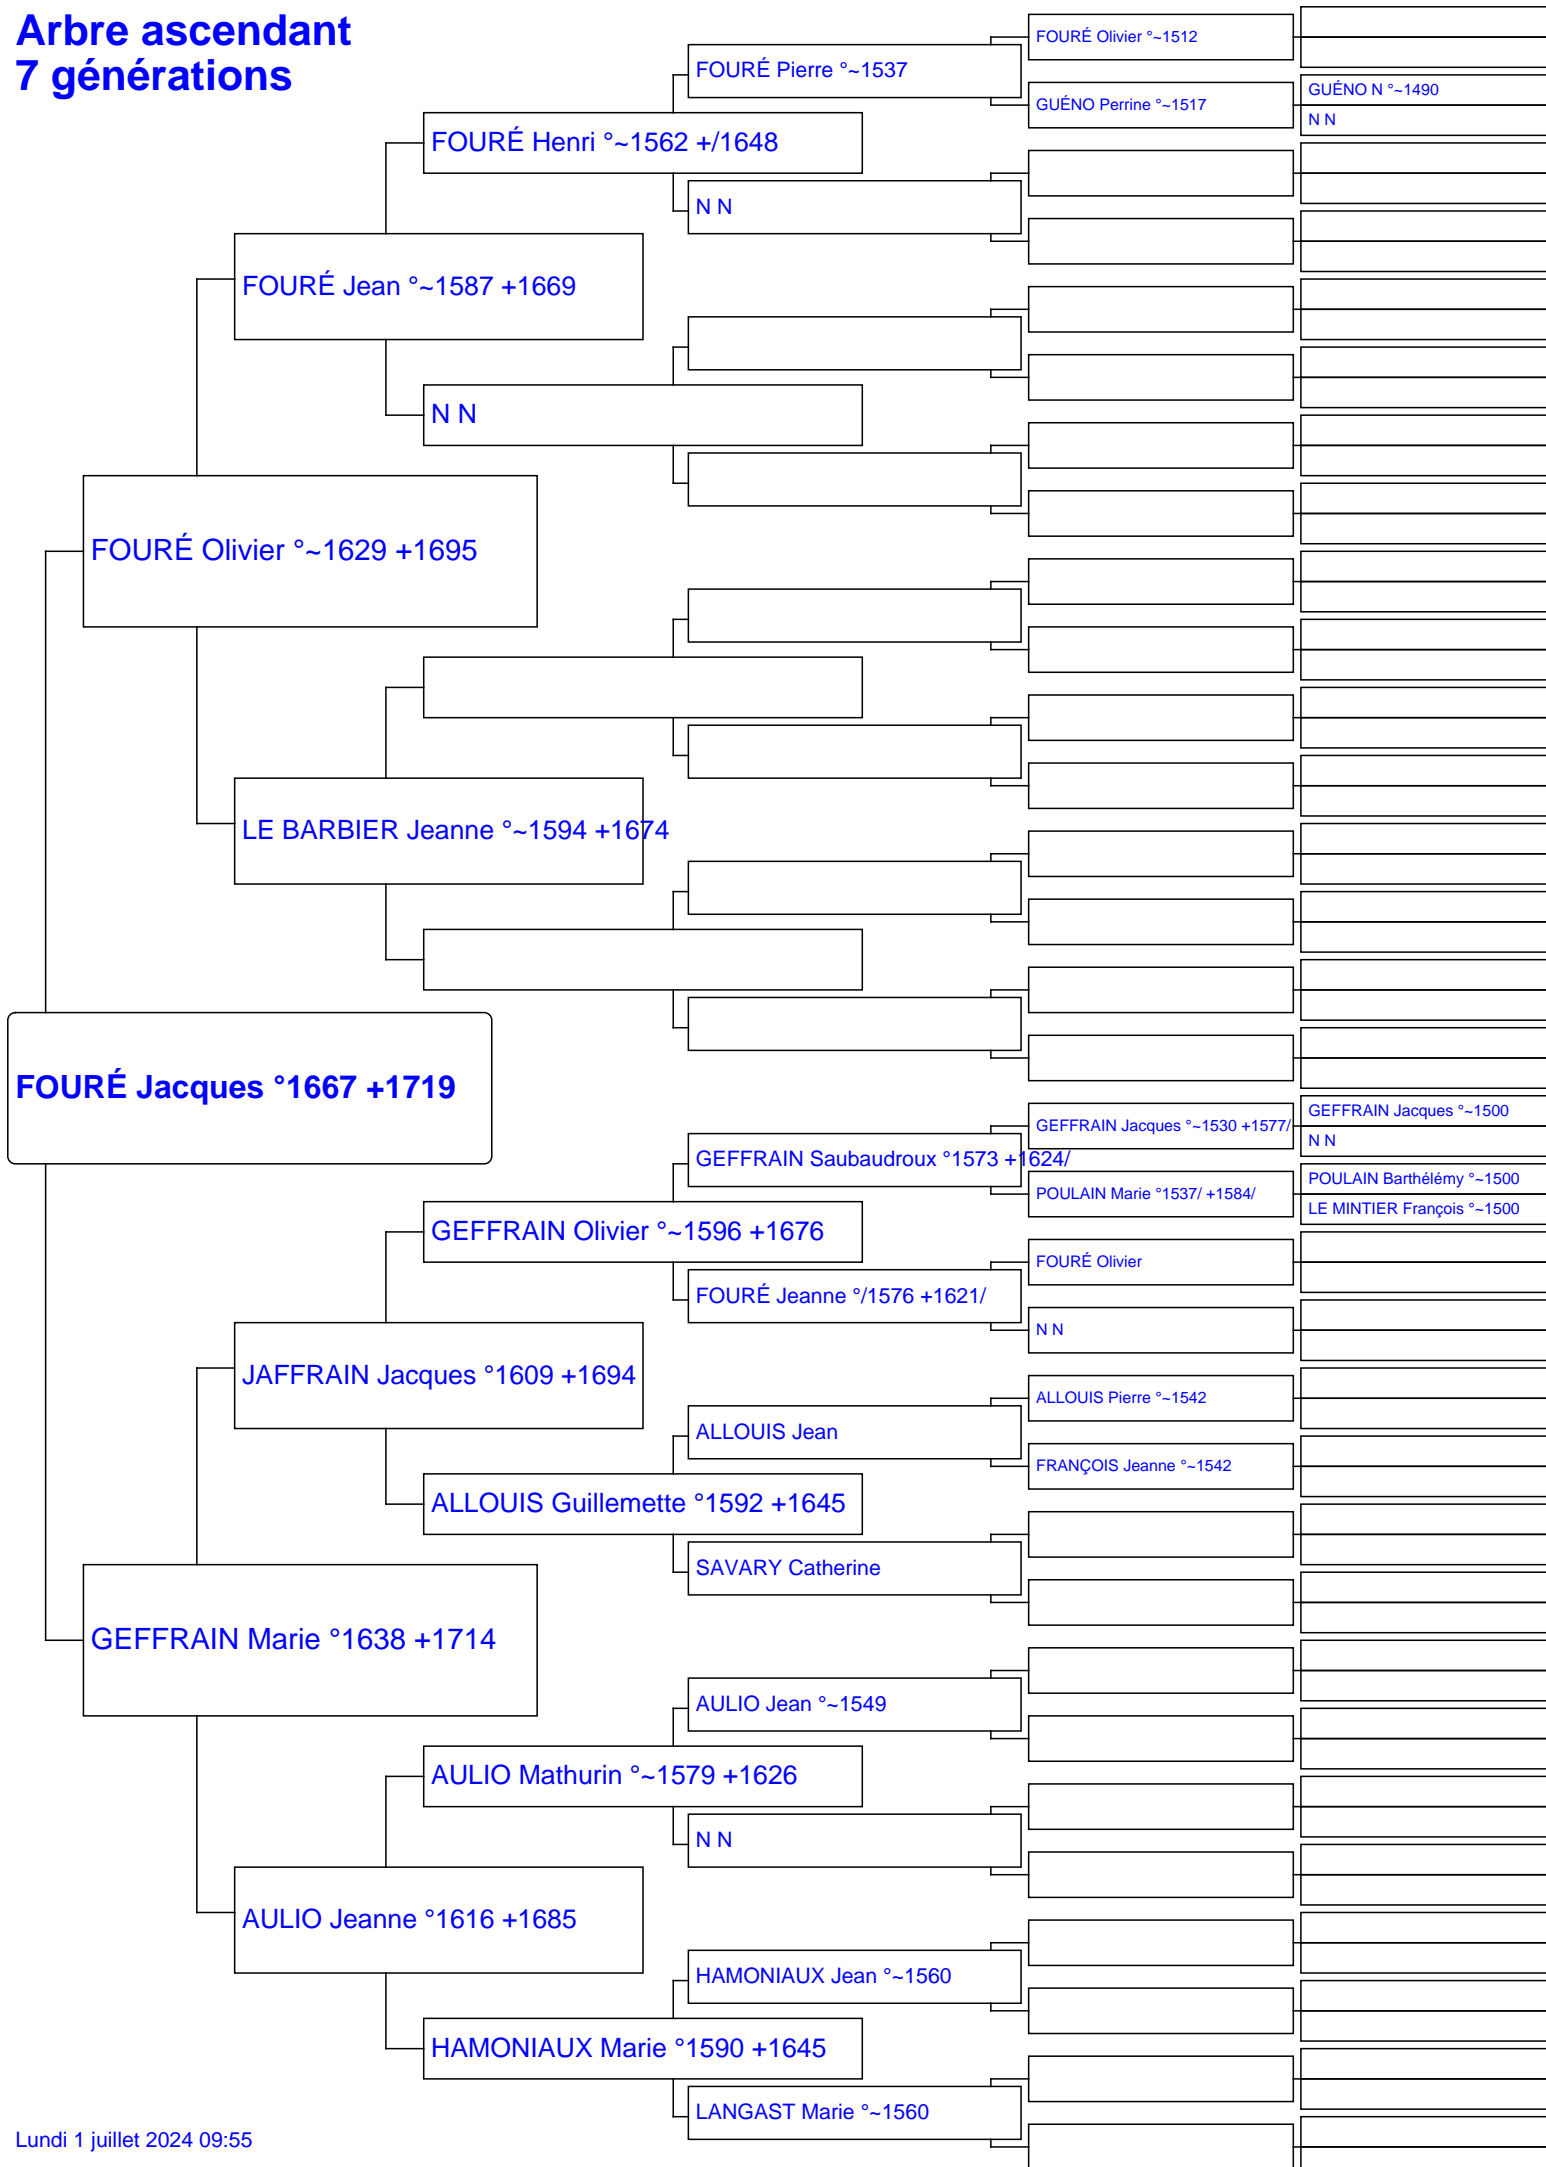 Arbre ascendant
7 générations
FOURÉ Olivier °~1512
FOURÉ Pierre °~1537
GUÉNO N °~1490
GUÉNO Perrine °~1517
N N
FOURÉ Henri °~1562 +/1648
N N
FOURÉ Jean °~1587 +1669
N N
FOURÉ Olivier °~1629 +1695
LE BARBIER Jeanne °~1594 +1674
FOURÉ Jacques °1667 +1719
GEFFRAIN Jacques °~1500
GEFFRAIN Jacques °~1530 +1577/
N N
GEFFRAIN Saubaudroux °1573 +1624/
POULAIN Barthélémy °~1500
POULAIN Marie °1537/ +1584/
LE MINTIER François °~1500
GEFFRAIN Olivier °~1596 +1676
FOURÉ Olivier
FOURÉ Jeanne °/1576 +1621/
N N
JAFFRAIN Jacques °1609 +1694
ALLOUIS Pierre °~1542
ALLOUIS Jean
FRANÇOIS Jeanne °~1542
ALLOUIS Guillemette °1592 +1645
SAVARY Catherine
GEFFRAIN Marie °1638 +1714
AULIO Jean °~1549
AULIO Mathurin °~1579 +1626
N N
AULIO Jeanne °1616 +1685
HAMONIAUX Jean °~1560
HAMONIAUX Marie °1590 +1645
LANGAST Marie °~1560
Lundi 1 juillet 2024 09:55